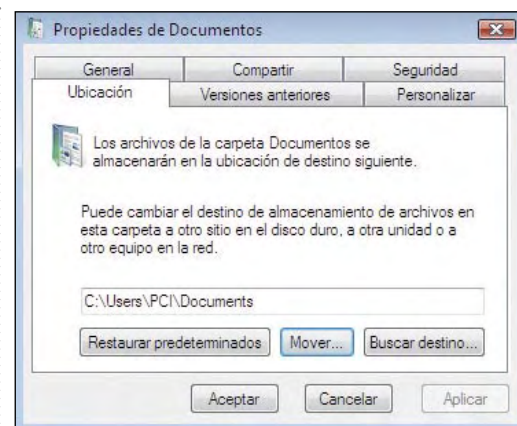 Propiedades de Documentos
General Compartir Seguridad
Ubicación Versiones anteriores Personalizar
Los archivos de la carpeta Documentos se
almacenarán en la ubicación de destino siguiente.
Puede cambiar el destino de almacenamiento de archivos en
esta carpeta a otro sitio en el disco duro, a otra unidad o a
otro equipo en la red.
C:\Users\PCI\Documents
Restaurar predeterminados Mover... Buscar destino...
Aceptar Cancelar Aplicar